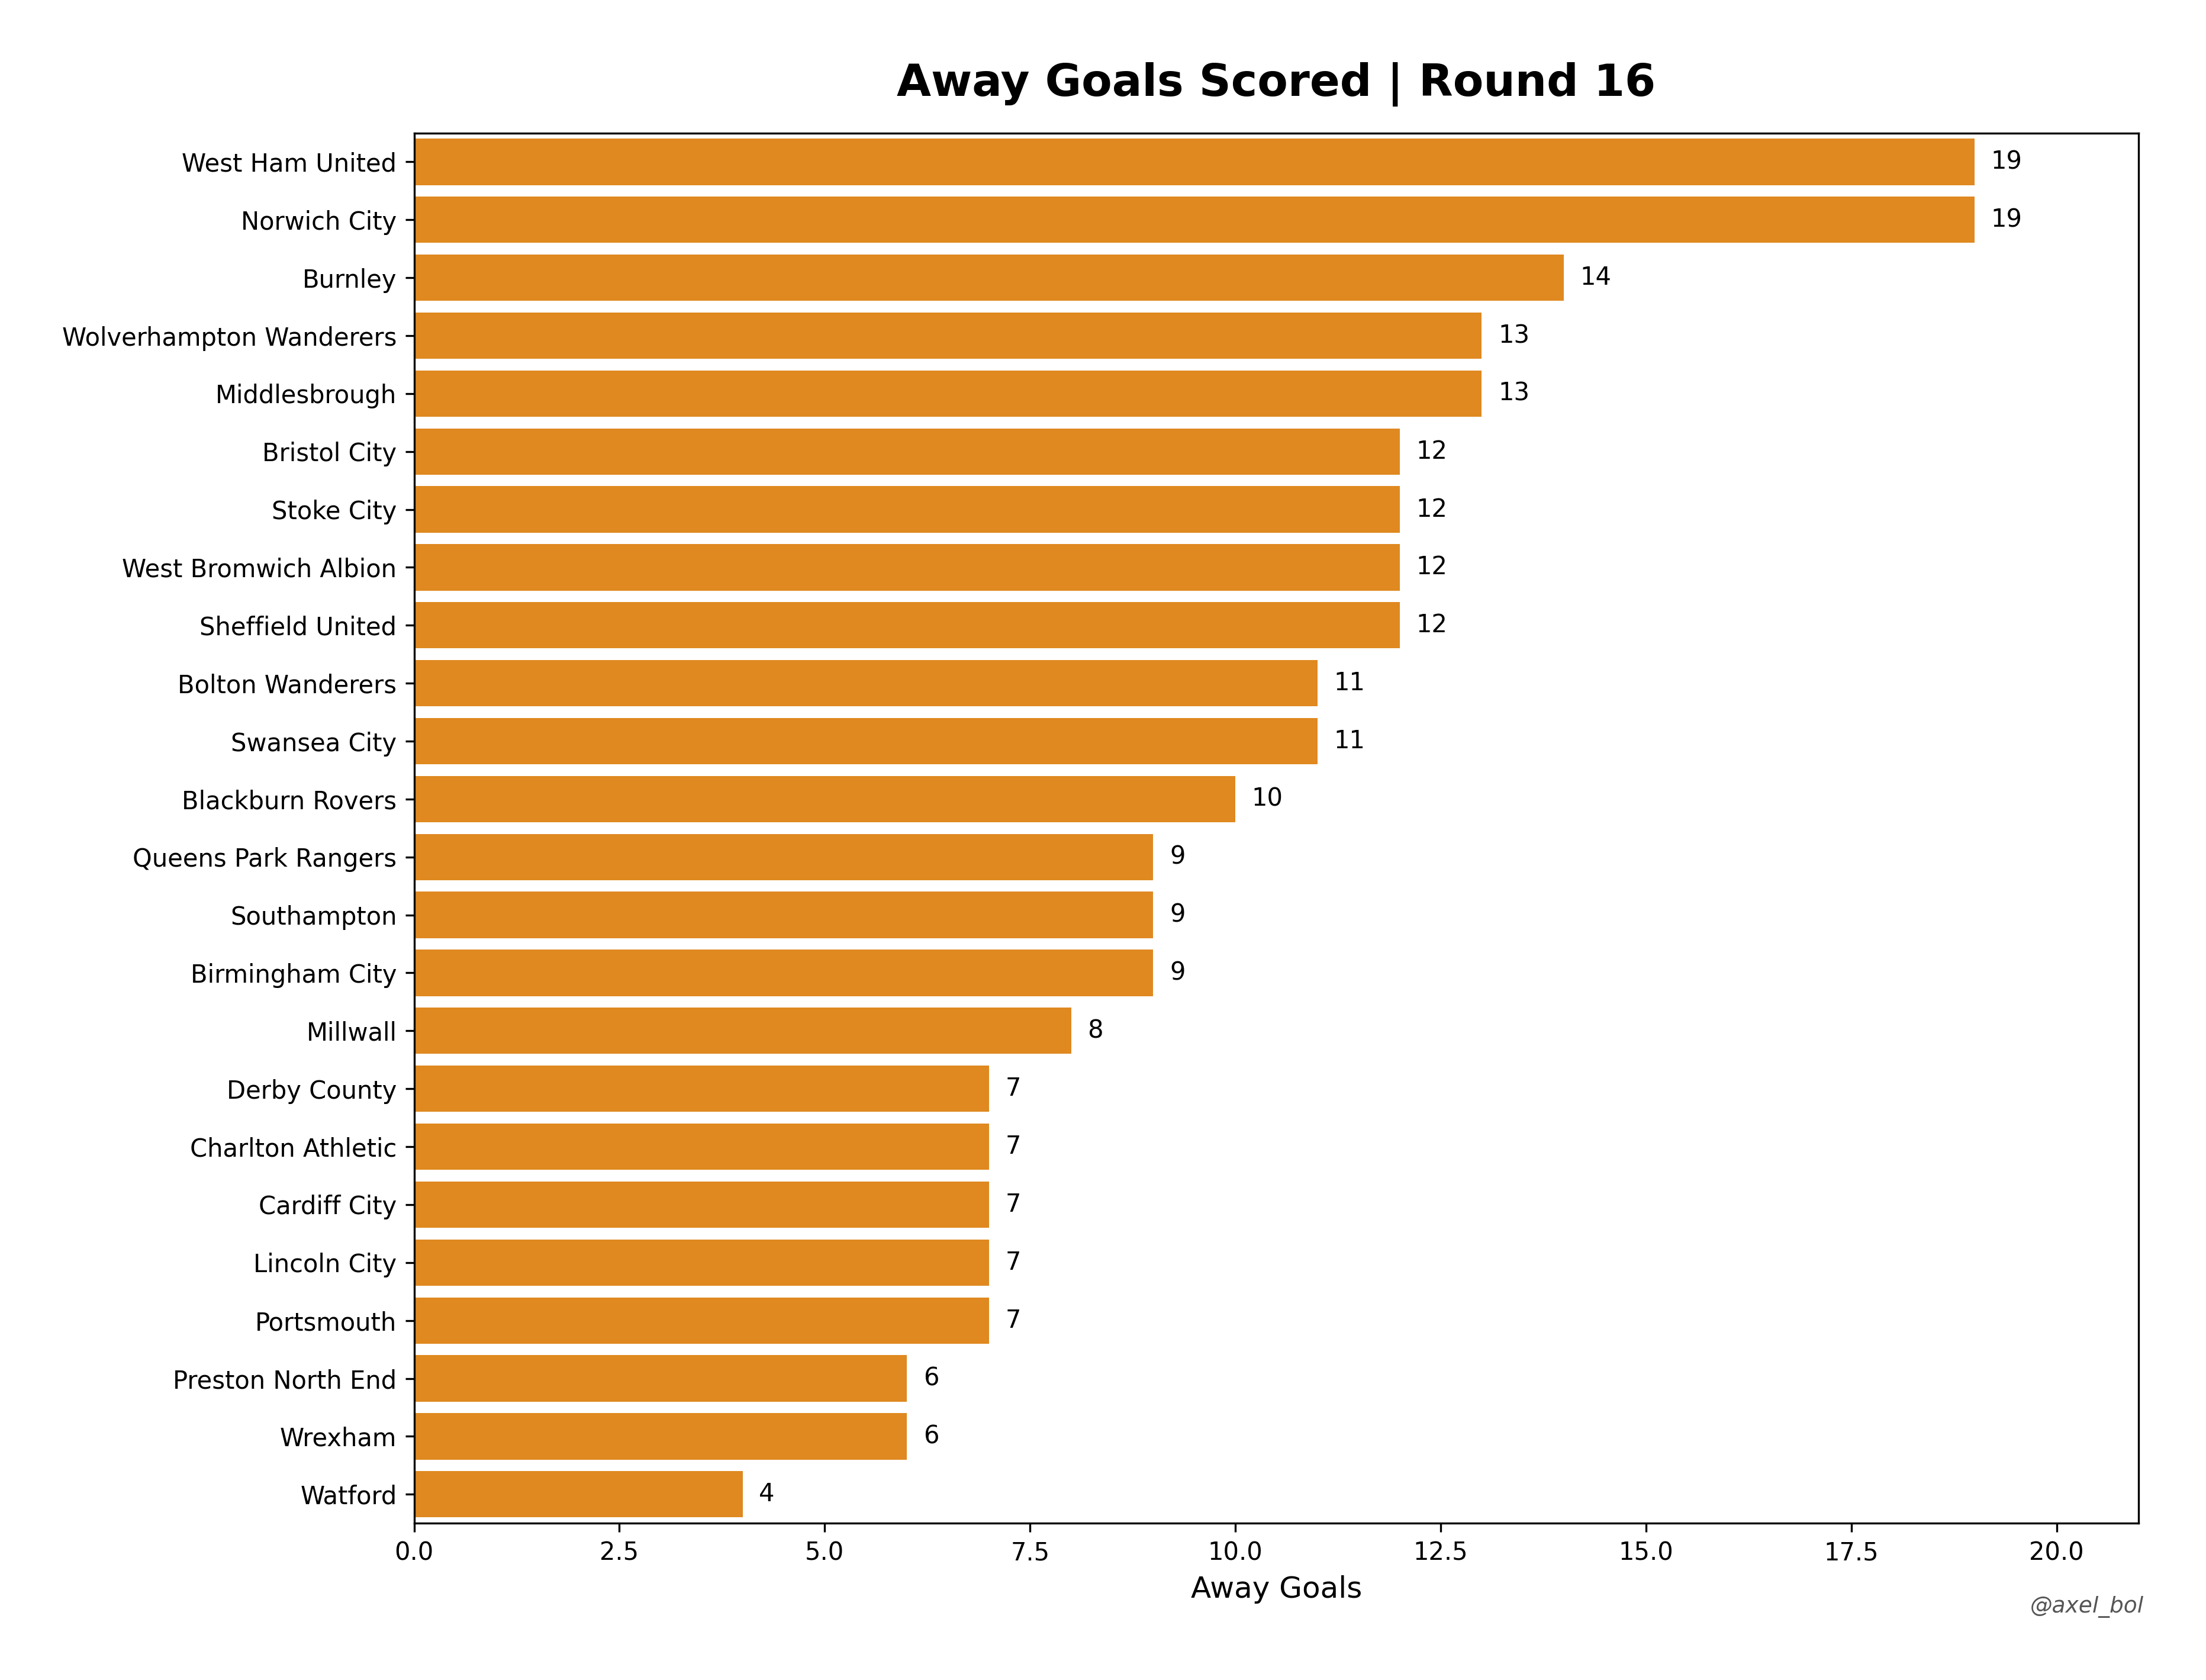 Away Goals Scored | Round 16
West Ham United 19
Norwich City 19
Burnley 14
Wolverhampton Wanderers 13
Middlesbrough 13
Bristol City 12
Stoke City 12
West Bromwich Albion 12
Sheffield United 12
Bolton Wanderers 11
Swansea City 11
Blackburn Rovers 10
Queens Park Rangers 9
Southampton 9
Birmingham City 9
Millwall 8
Derby County 7
Charlton Athletic 7
Cardiff City 7
Lincoln City 7
Portsmouth 7
Preston North End 6
Wrexham 6
Watford 4
0.0 2.5 5.0 7.5 10.0 12.5 15.0 17.5 20.0
Away Goals
@axel_bol